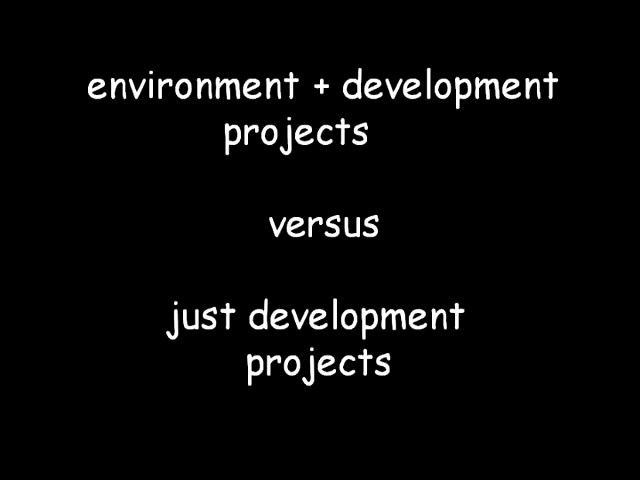 environment + development
projects
versus
just development
projects